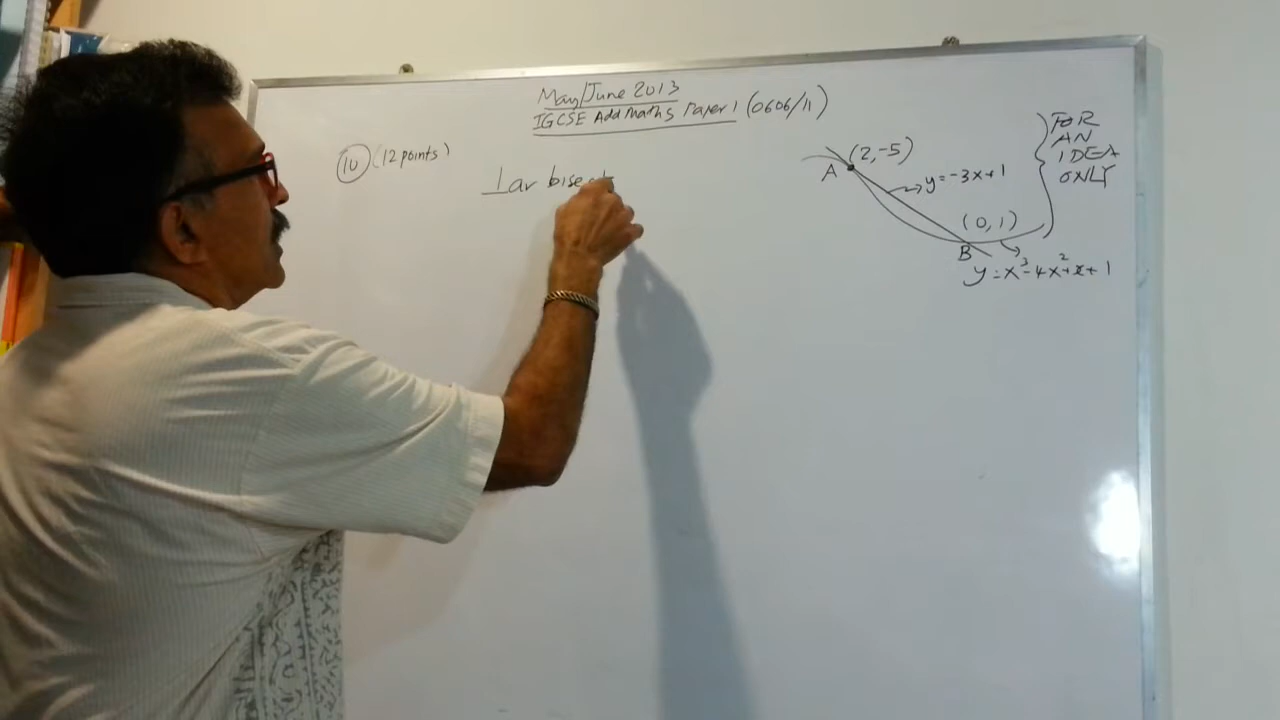 May/June 2013
IGCSE Add Maths Paper 1 (0606/11)
10 (12 points)
⊥ar bisect
(2,-5)
A
y=-3x+1
(0,1)
B
y=x³-4x²+x+1
FOR
AN
IDEA
ONLY